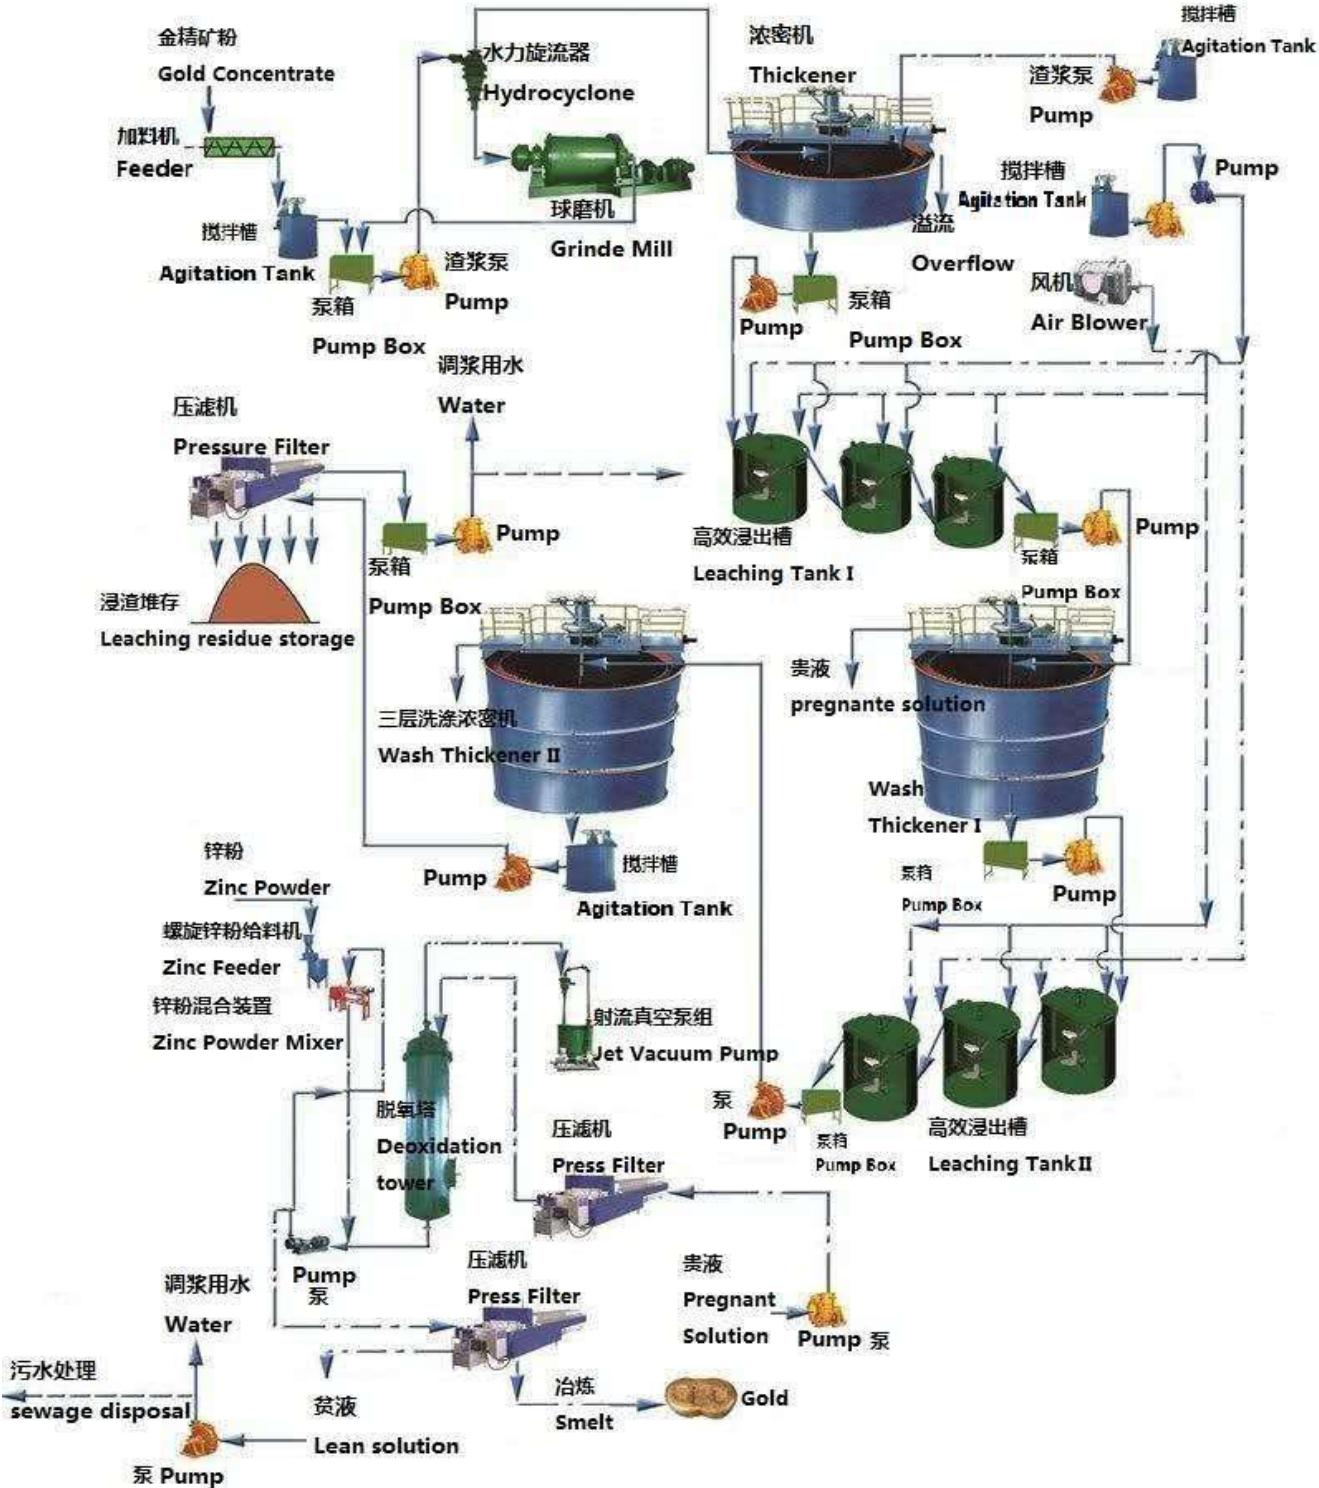 金精矿粉
Gold Concentrate
加料机
Feeder
搅拌槽
Agitation Tank
泵箱
Pump Box
渣浆泵
Pump
水力旋流器
Hydrocyclone
球磨机
Grinde Mill
浓密机
Thickener
渣浆泵
Pump
搅拌槽
Agitation Tank
搅拌槽
Agitation Tank
Pump
溢流
Overflow
风机
Air Blower
Pump
泵箱
Pump Box
调浆用水
Water
压滤机
Pressure Filter
Pump
泵箱
Pump Box
浸渣堆存
Leaching residue storage
高效浸出槽
Leaching Tank I
泵箱
Pump Box
Pump
贵液
pregnante solution
三层洗涤浓密机
Wash Thickener II
Wash
Thickener I
泵箱
Pump Box
Pump
Pump
搅拌槽
Agitation Tank
锌粉
Zinc Powder
螺旋锌粉给料机
Zinc Feeder
锌粉混合装置
Zinc Powder Mixer
射流真空泵组
Jet Vacuum Pump
脱氧塔
Deoxidation
tower
泵
Pump
泵箱
Pump Box
高效浸出槽
Leaching Tank II
压滤机
Press Filter
Pump
泵
压滤机
Press Filter
贵液
Pregnant
Solution
Pump 泵
调浆用水
Water
污水处理
sewage disposal
贫液
Lean solution
冶炼
Smelt
Gold
泵 Pump